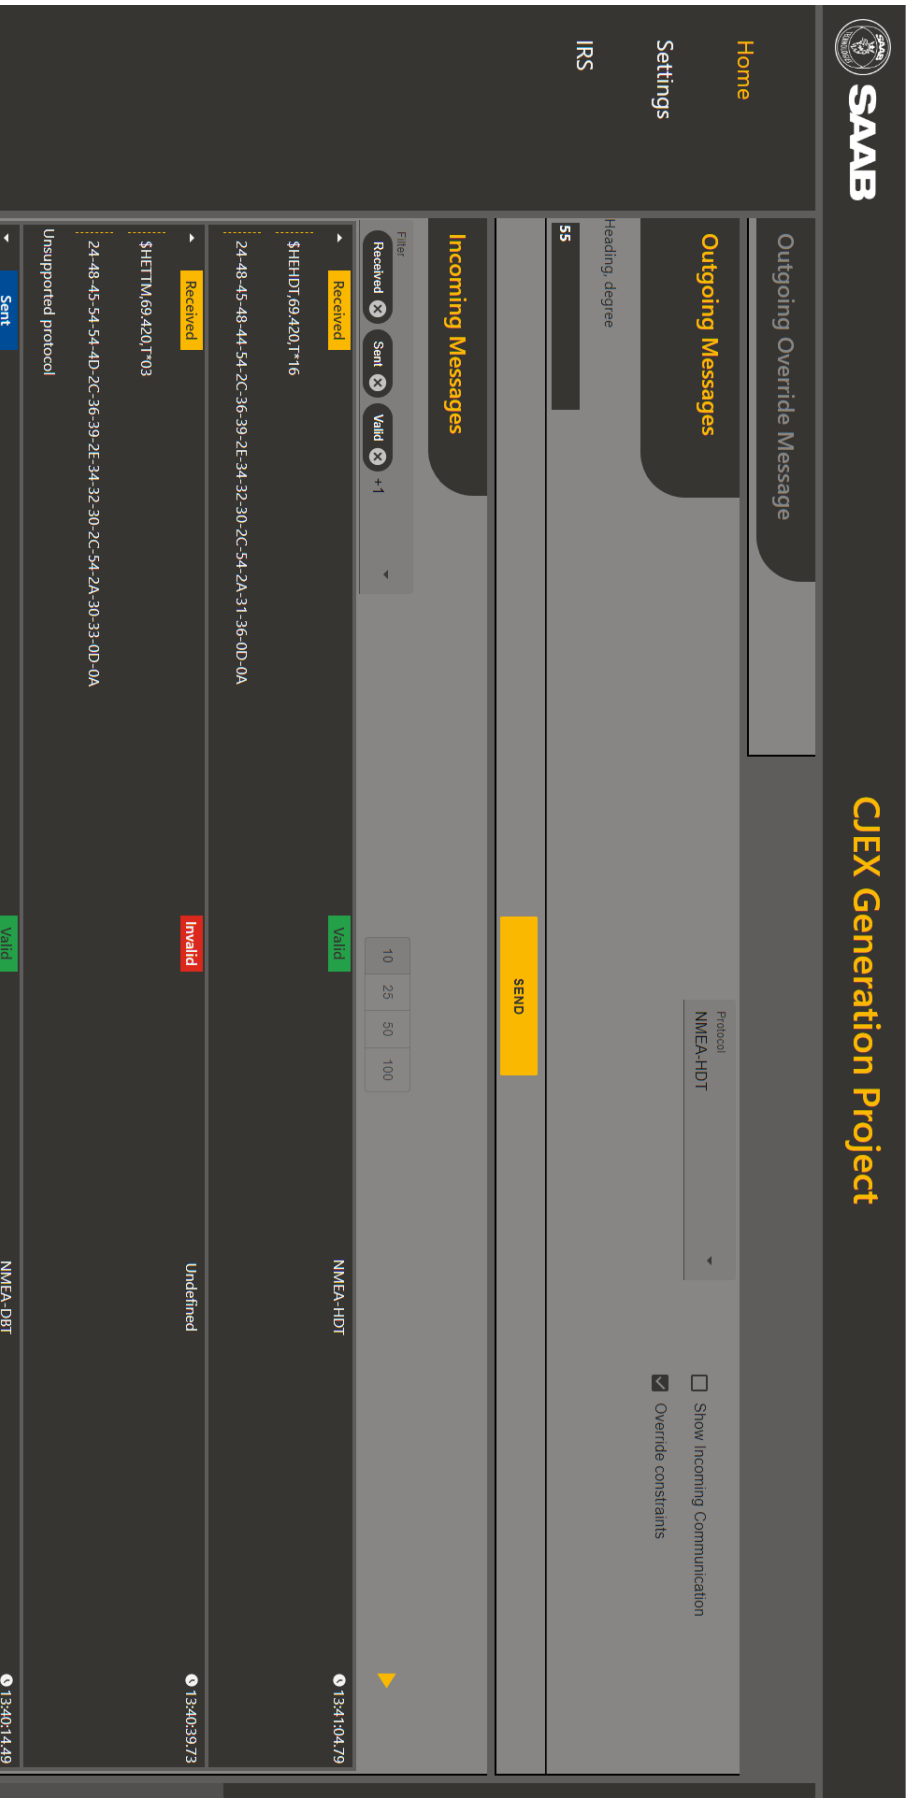 SAAB
TEKNOLOGI
SAAB
CJEX Generation Project
Home
Settings
IRS
Outgoing Override Message
Outgoing Messages
Protocol
NMEA-HDT
Show Incoming Communication
Override constraints
Heading, degree
55
SEND
Incoming Messages
Filter
Received Sent Valid +1
10 25 50 100
Received Valid NMEA-HDT 13:41:04.79
$HEHDT,69.420,T*16
24-48-45-48-44-54-2C-36-39-2E-34-32-30-2C-54-2A-31-36-0D-0A
Received Invalid Undefined 13:40:39.73
$HETTM,69.420,T*03
24-48-45-54-54-4D-2C-36-39-2E-34-32-30-2C-54-2A-30-33-0D-0A
Unsupported protocol
Sent Valid NMEA-DBT 13:40:14.49